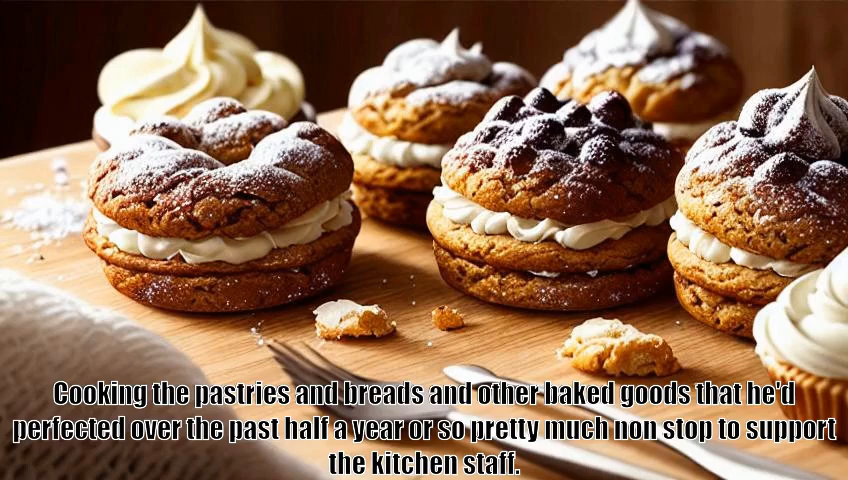 Cooking the pastries and breads and other baked goods that he'd
perfected over the past half a year or so pretty much non stop to support
the kitchen staff.